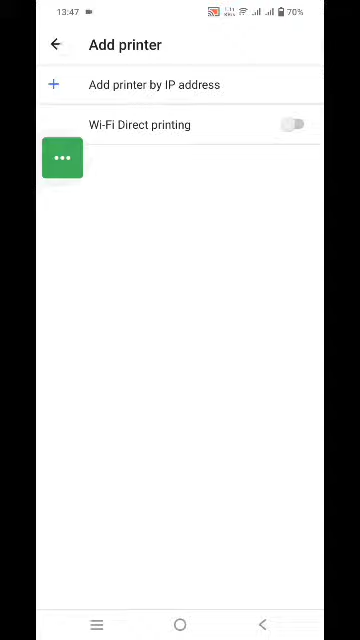 13:47
70%
Add printer
Add printer by IP address
Wi-Fi Direct printing